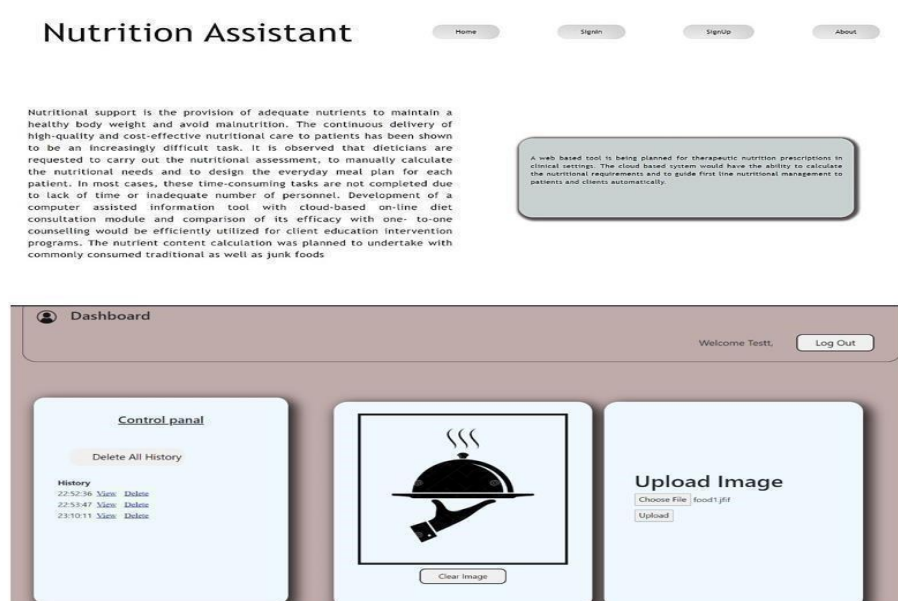 Nutrition Assistant
Home
SignIn
SignUp
About
Nutritional support is the provision of adequate nutrients to maintain a
healthy body weight and avoid malnutrition. The continuous delivery of
high-quality and cost-effective nutritional care to patients has been shown
to be an increasingly difficult task. It is observed that dieticians are
requested to carry out the nutritional assessment, to manually calculate
the nutritional needs and to design the everyday meal plan for each
patient. In most cases, these time-consuming tasks are not completed due
to lack of time or inadequate number of personnel. Development of a
computer assisted information tool with cloud-based on-line diet
consultation module and comparison of its efficacy with one- to-one
counselling would be efficiently utilized for client education intervention
programs. The nutrient content calculation was planned to undertake with
commonly consumed traditional as well as junk foods
A web based tool is being planned for therapeutic nutrition prescriptions in
clinical settings. The cloud based system would have the ability to calculate
the nutritional requirements and to guide first line nutritional management to
patients and clients automatically.
Dashboard
Welcome Testt,
Log Out
Control panal
Delete All History
History
22:52:36 View Delete
22:53:47 View Delete
23:10:11 View Delete
Clear Image
Upload Image
Choose File food1.jfif
Upload